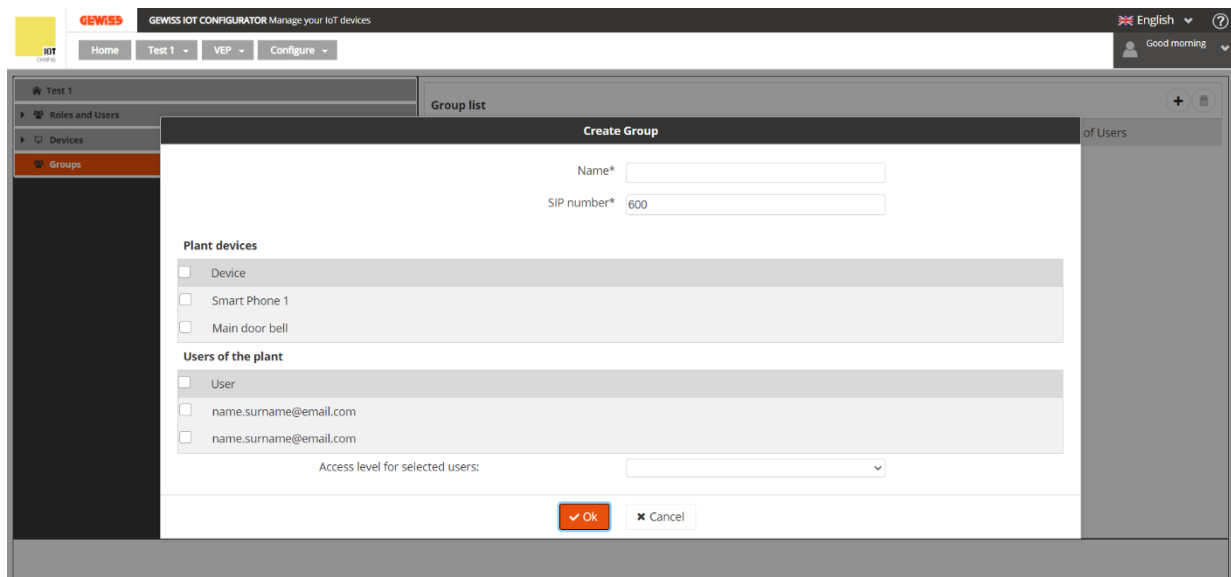 GEWISS
GEWISS IOT CONFIGURATOR Manage your IoT devices
English
?
IOT
Home
Test 1
VEP
Configure
Good morning
Test 1
Roles and Users
Devices
Groups
Group list
of Users
Create Group
Name*
SIP number* 600
Plant devices
Device
Smart Phone 1
Main door bell
Users of the plant
User
name.surname@email.com
name.surname@email.com
Access level for selected users:
Ok
Cancel